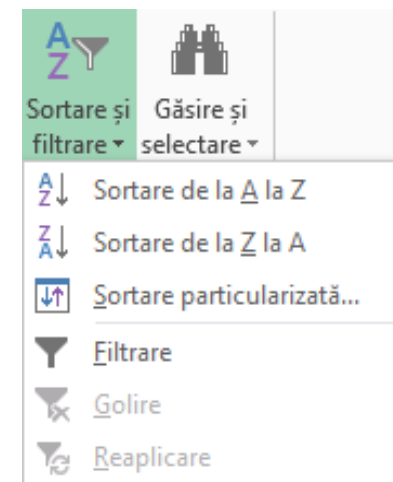 Sortare și
filtrare
Găsire și
selectare
Sortare de la A la Z
Sortare de la Z la A
Sortare particularizată...
Filtrare
Golire
Reaplicare